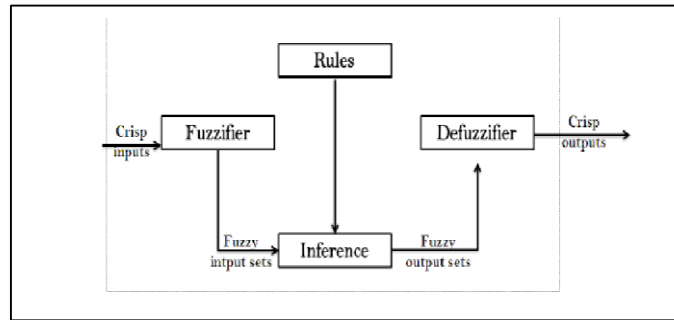 Rules
Crisp
inputs
Fuzzifier
Defuzzifier
Crisp
outputs
Fuzzy
intput sets
Inference
Fuzzy
output sets